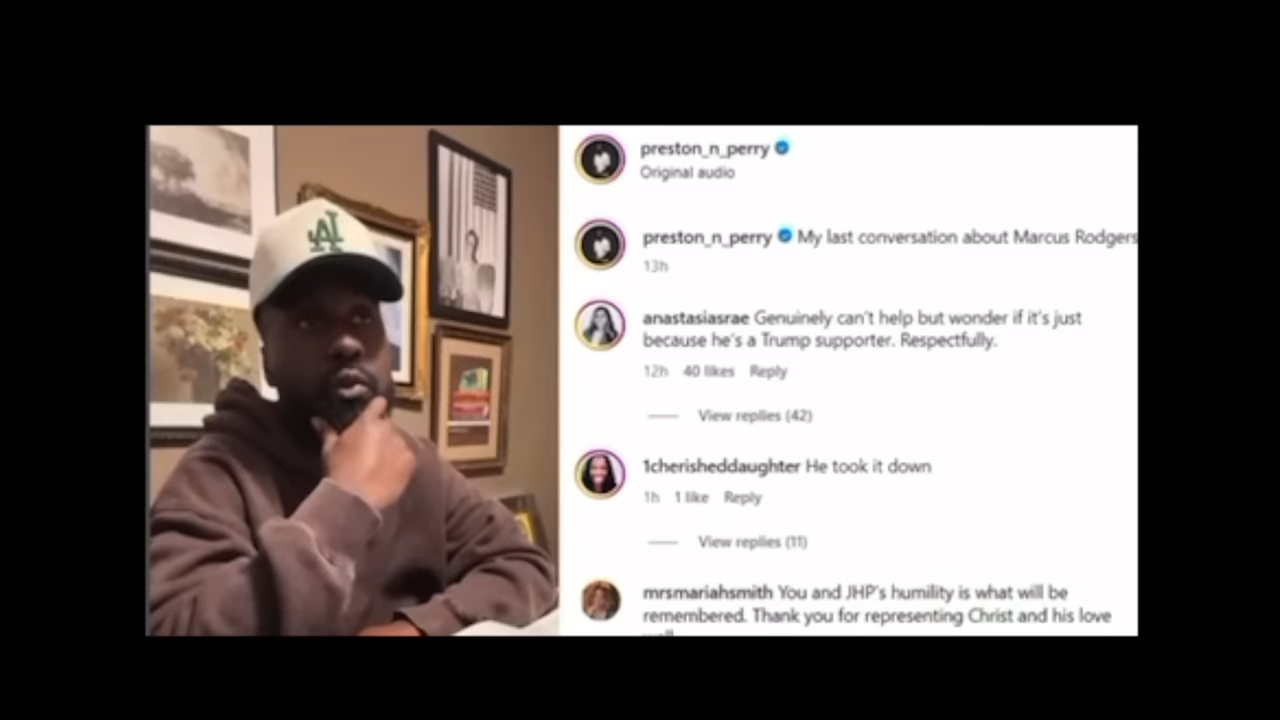 LA
preston_n_perry
Original audio
preston_n_perry My last conversation about Marcus Rodgers
13h
anastasiasrae Genuinely can't help but wonder if it's just
because he's a Trump supporter. Respectfully.
12h 40 likes Reply
View replies (42)
1cherisheddaughter He took it down
1h 1 like Reply
View replies (11)
mrsmariahsmith You and JHP's humility is what will be
remembered. Thank you for representing Christ and his love